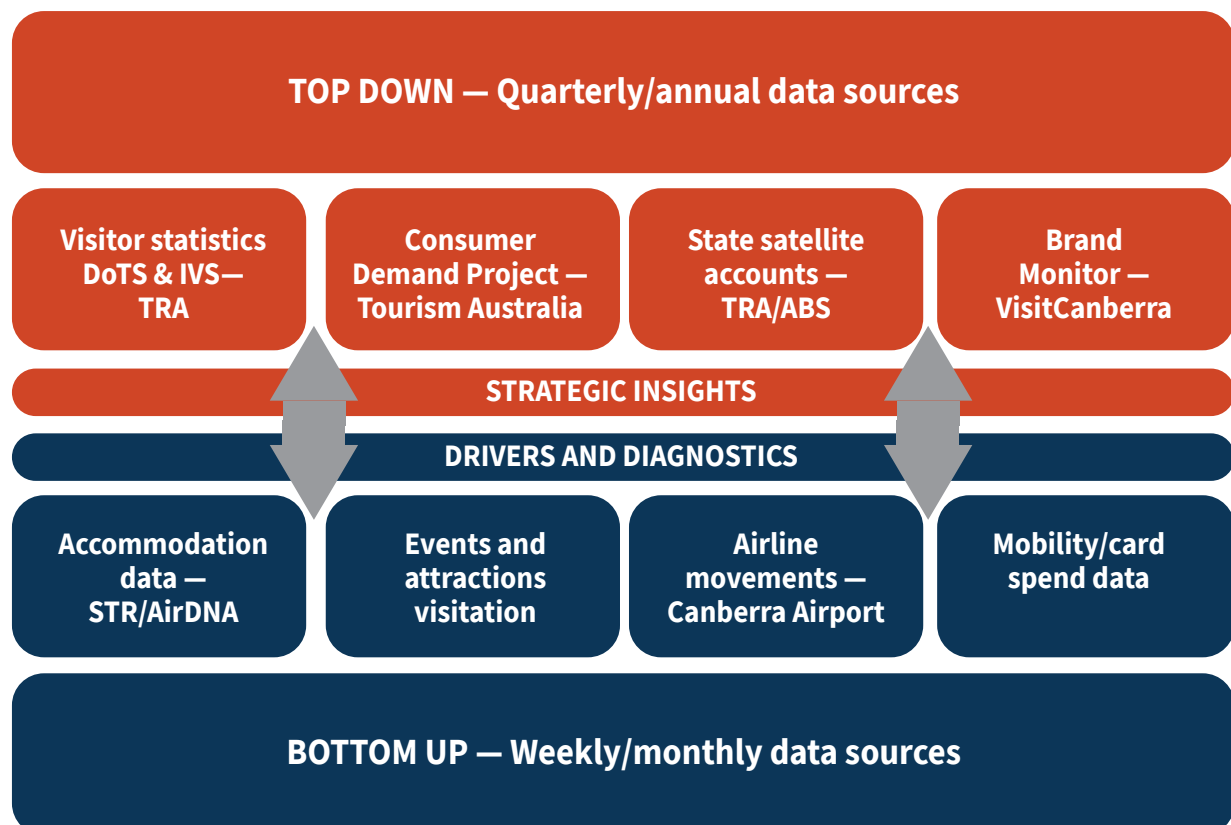 TOP DOWN — Quarterly/annual data sources
Visitor statistics
DoTS & IVS—
TRA
Consumer
Demand Project —
Tourism Australia
State satellite
accounts —
TRA/ABS
Brand
Monitor —
VisitCanberra
STRATEGIC INSIGHTS
DRIVERS AND DIAGNOSTICS
Accommodation
data —
STR/AirDNA
Events and
attractions
visitation
Airline
movements —
Canberra Airport
Mobility/card
spend data
BOTTOM UP — Weekly/monthly data sources